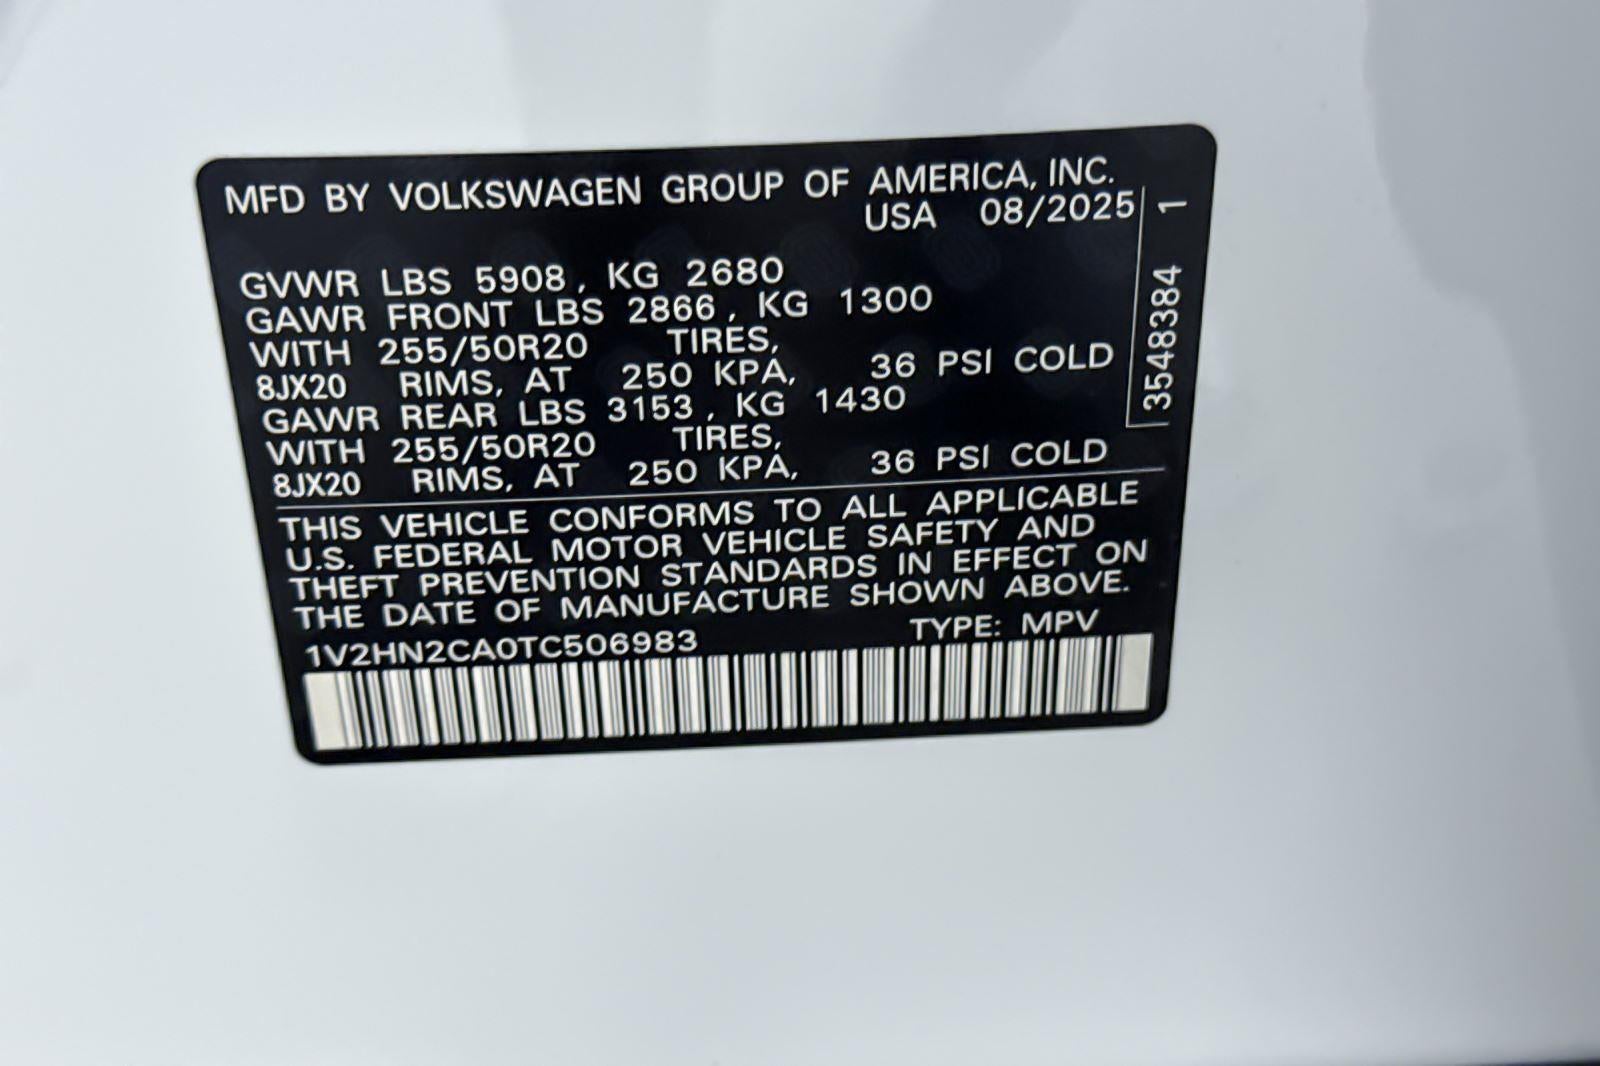 MFD BY VOLKSWAGEN GROUP OF AMERICA, INC.
USA 08/2025
GVWR LBS 5908, KG 2680
GAWR FRONT LBS 2866, KG 1300
WITH 255/50R20 TIRES,
8JX20 RIMS, AT 250 KPA, 36 PSI COLD
GAWR REAR LBS 3153, KG 1430
WITH 255/50R20 TIRES,
8JX20 RIMS, AT 250 KPA, 36 PSI COLD
THIS VEHICLE CONFORMS TO ALL APPLICABLE
U.S. FEDERAL MOTOR VEHICLE SAFETY AND
THEFT PREVENTION STANDARDS IN EFFECT ON
THE DATE OF MANUFACTURE SHOWN ABOVE.
1V2HN2CA0TC506983 TYPE: MPV
3548384 1